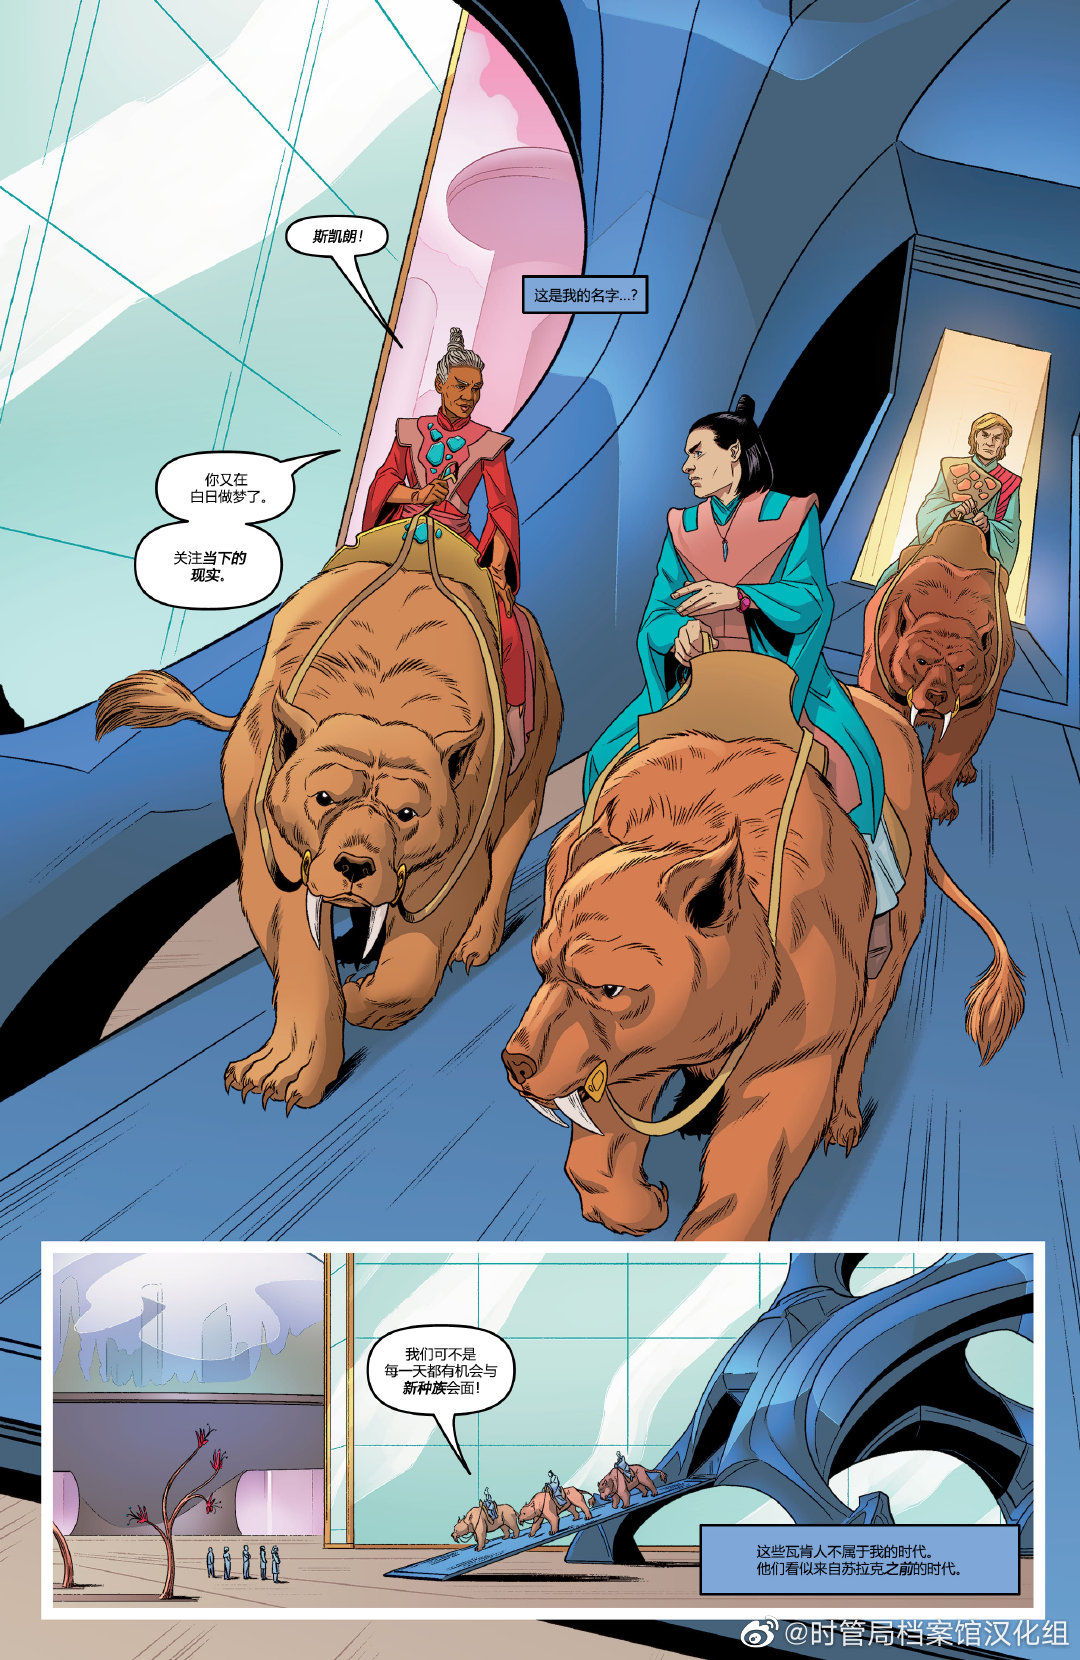 斯凯朗！
这是我的名字…？
你又在
白日做梦了。
关注当下的
现实。
我们可不是
每一天都有机会与
新种族会面！
这些瓦肯人不属于我的时代。
他们看似来自苏拉克之前的时代。
@时管局档案馆汉化组